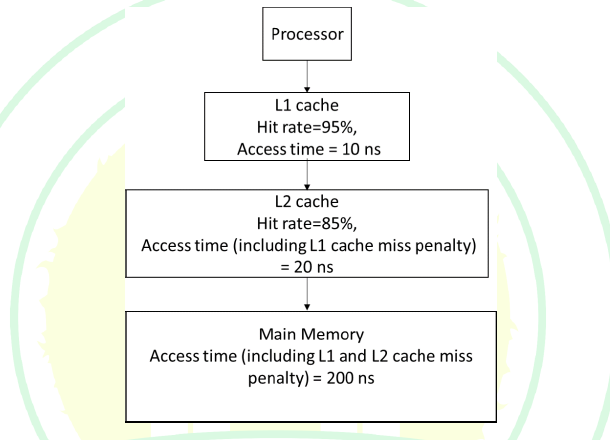 Processor
L1 cache
Hit rate=95%,
Access time = 10 ns
L2 cache
Hit rate=85%,
Access time (including L1 cache miss penalty)
= 20 ns
Main Memory
Access time (including L1 and L2 cache miss
penalty) = 200 ns